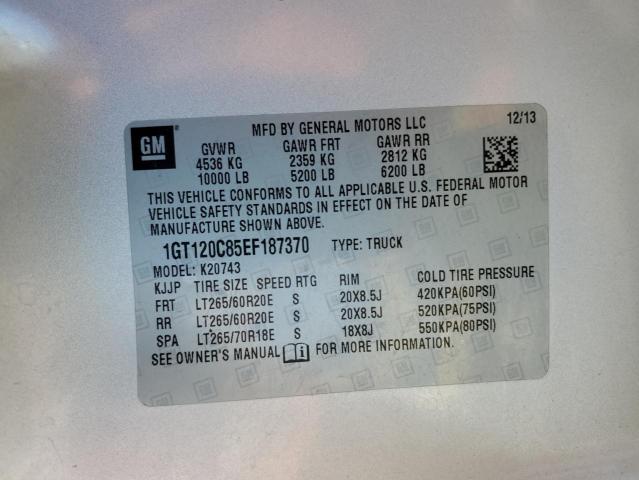 MFD BY GENERAL MOTORS LLC 12/13
GM
GVWR GAWR FRT GAWR RR
4536 KG 2359 KG 2812 KG
10000 LB 5200 LB 6200 LB
THIS VEHICLE CONFORMS TO ALL APPLICABLE U.S. FEDERAL MOTOR
VEHICLE SAFETY STANDARDS IN EFFECT ON THE DATE OF
MANUFACTURE SHOWN ABOVE.
1GT120C85EF187370 TYPE: TRUCK
MODEL: K20743
KJJP TIRE SIZE SPEED RTG RIM COLD TIRE PRESSURE
FRT LT265/60R20E S 20X8.5J 420KPA(60PSI)
RR LT265/60R20E S 20X8.5J 520KPA(75PSI)
SPA LT265/70R18E S 18X8J 550KPA(80PSI)
SEE OWNER'S MANUAL FOR MORE INFORMATION.